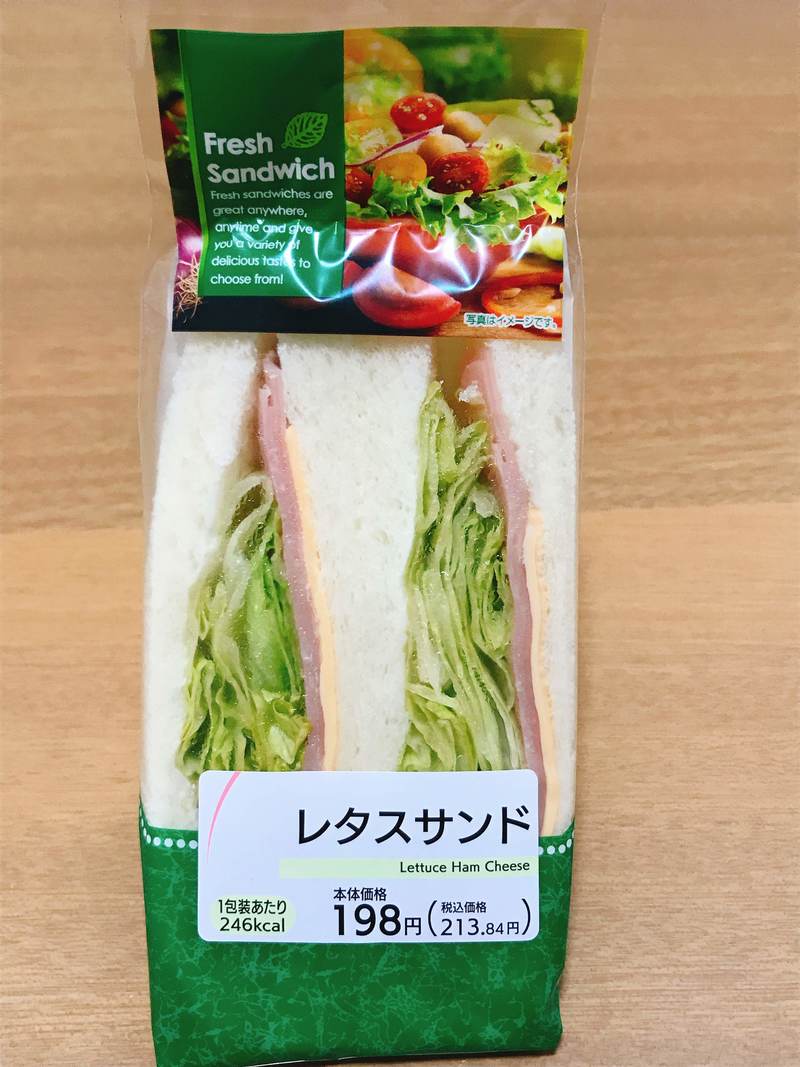 Fresh
Sandwich
Fresh sandwiches are
great anywhere,
anytime and give
you a variety of
delicious tastes to
choose from!
写真はイメージです。
レタスサンド
Lettuce Ham Cheese
1包装あたり
246kcal
本体価格
198円
(税込価格
213.84円)